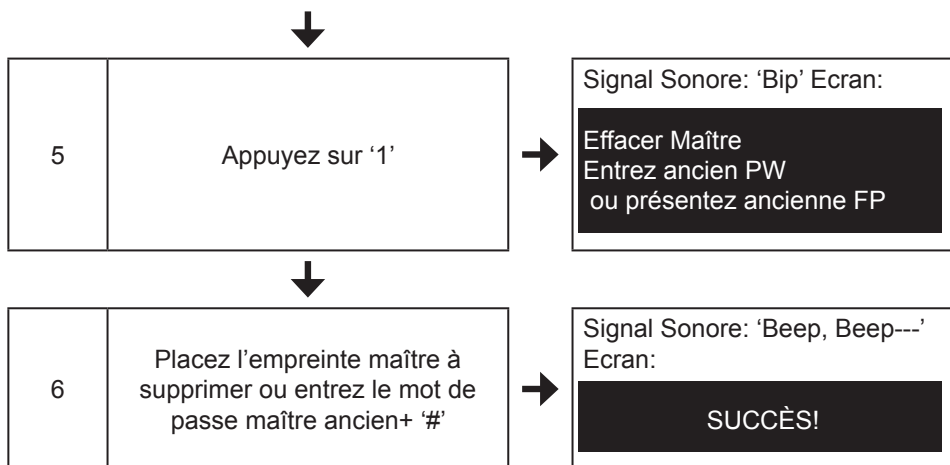 5
Appuyez sur ‘1’
Signal Sonore: ‘Bip’ Ecran:
Effacer Maître
Entrez ancien PW
ou présentez ancienne FP
6
Placez l’empreinte maître à
supprimer ou entrez le mot de
passe maître ancien+ ‘#’
Signal Sonore: ‘Beep, Beep---’
Ecran:
SUCCÈS!